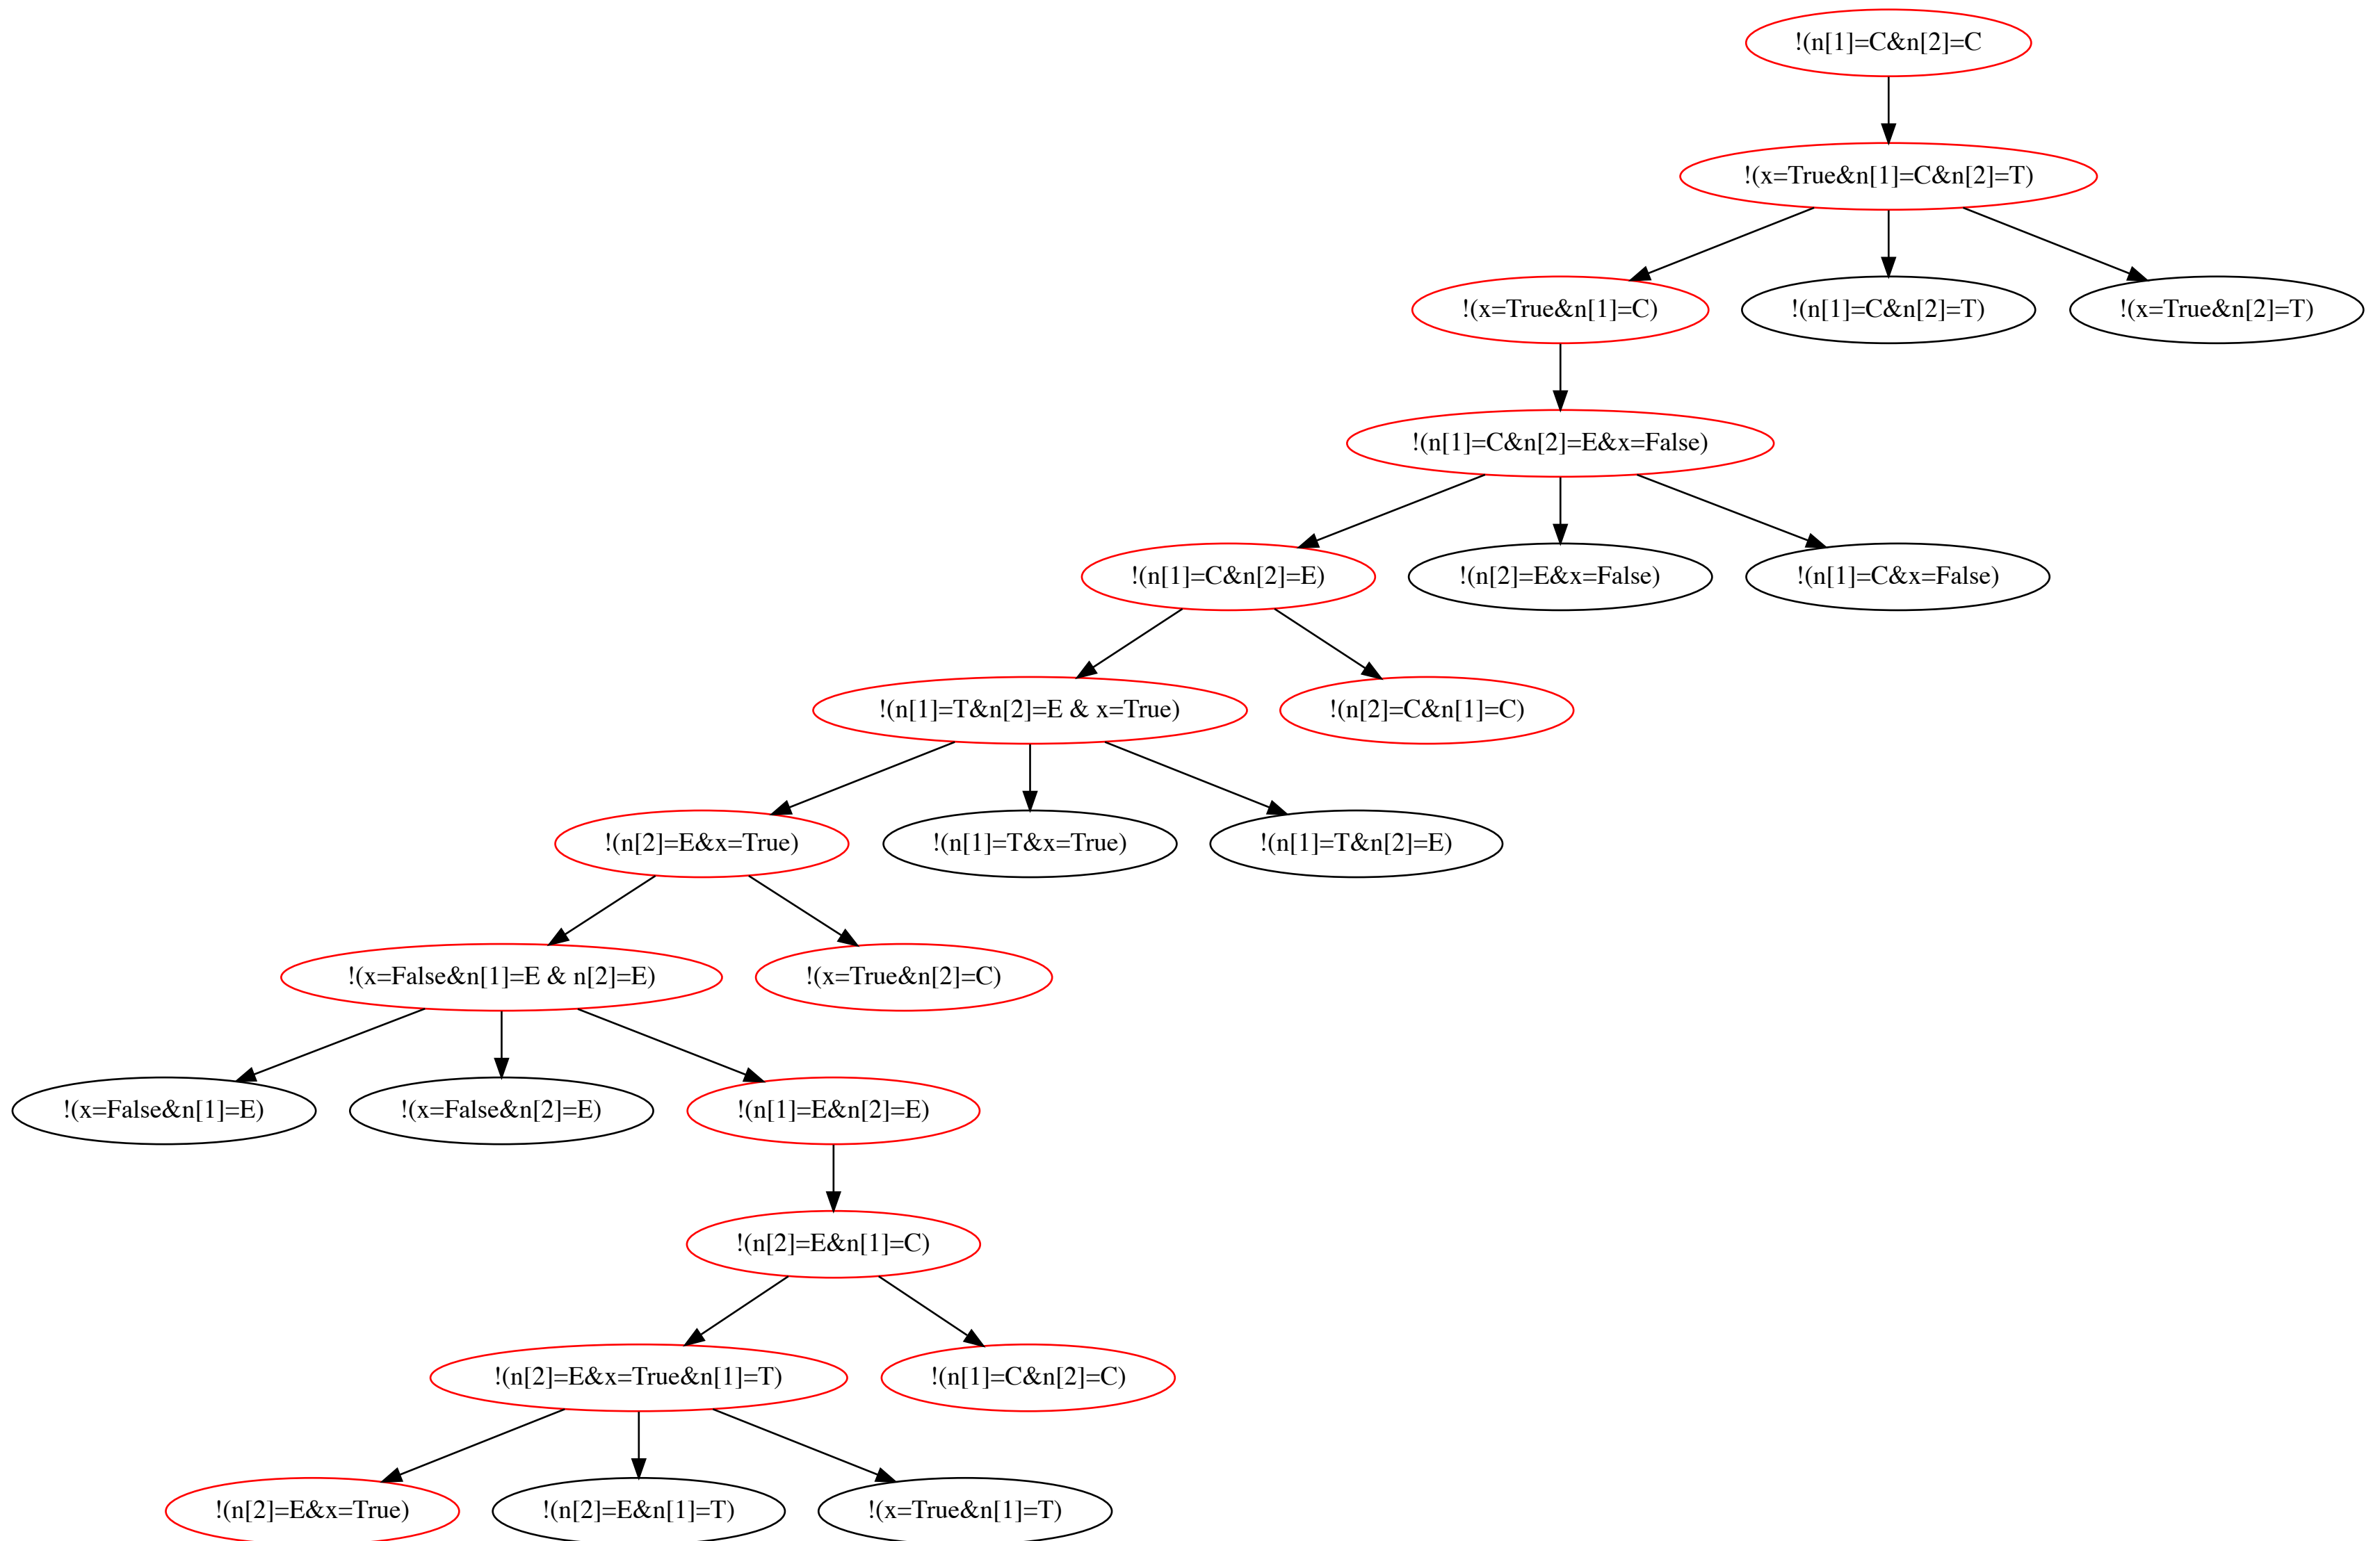 !(n[1]=C&n[2]=C
!(x=True&n[1]=C&n[2]=T)
!(x=True&n[1]=C)
!(n[1]=C&n[2]=T)
!(x=True&n[2]=T)
!(n[1]=C&n[2]=E&x=False)
!(n[1]=C&n[2]=E)
!(n[2]=E&x=False)
!(n[1]=C&x=False)
!(n[1]=T&n[2]=E & x=True)
!(n[2]=C&n[1]=C)
!(n[2]=E&x=True)
!(n[1]=T&x=True)
!(n[1]=T&n[2]=E)
!(x=False&n[1]=E & n[2]=E)
!(x=True&n[2]=C)
!(x=False&n[1]=E)
!(x=False&n[2]=E)
!(n[1]=E&n[2]=E)
!(n[2]=E&n[1]=C)
!(n[2]=E&x=True&n[1]=T)
!(n[1]=C&n[2]=C)
!(n[2]=E&x=True)
!(n[2]=E&n[1]=T)
!(x=True&n[1]=T)